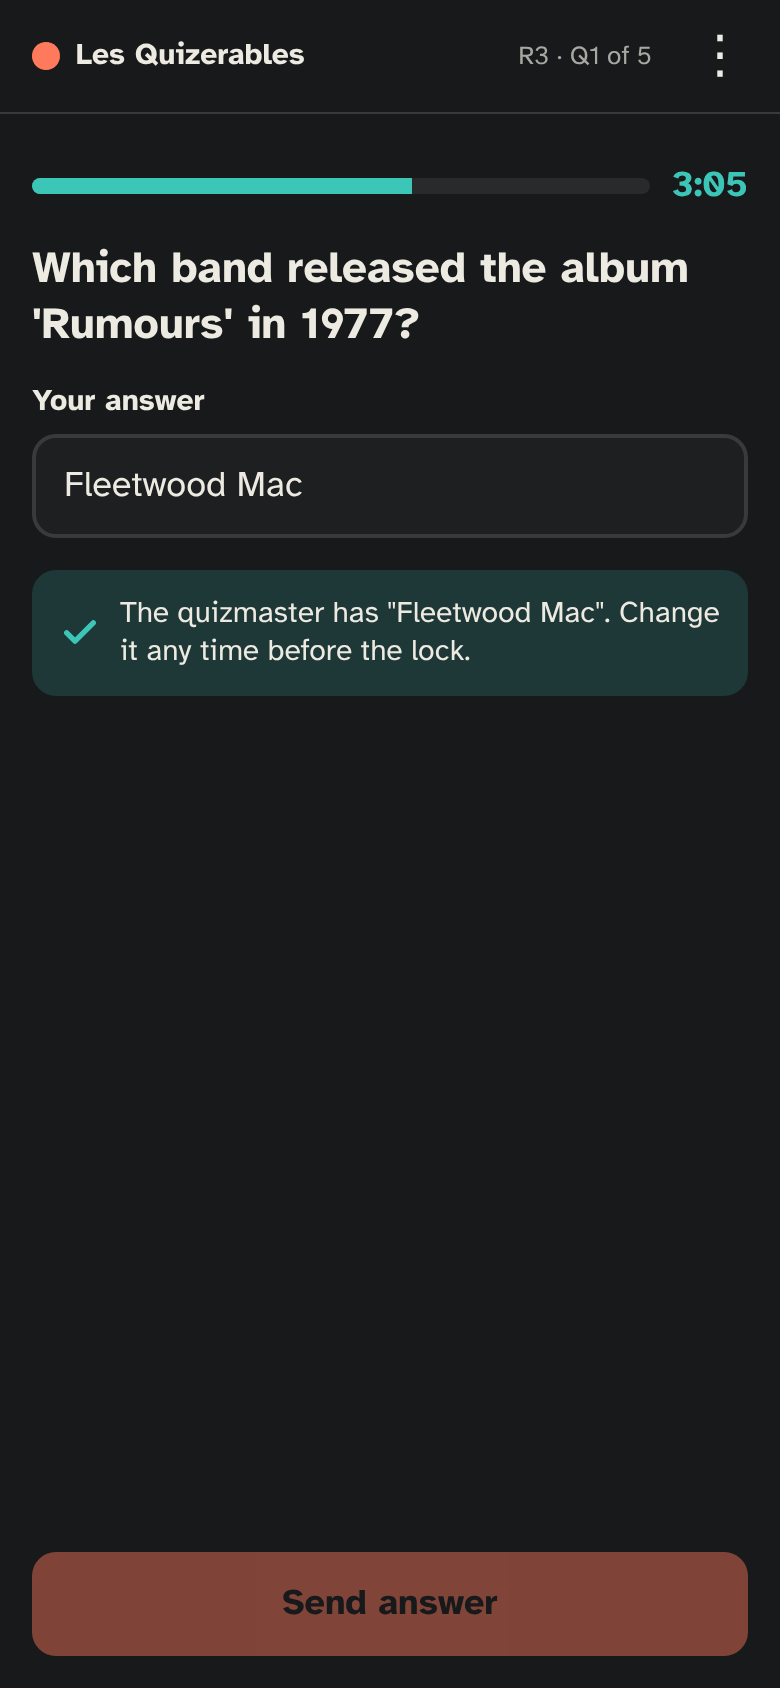 Les Quizerables
R3 · Q1 of 5
3:05
Which band released the album
'Rumours' in 1977?
Your answer
Fleetwood Mac
The quizmaster has "Fleetwood Mac". Change
it any time before the lock.
Send answer